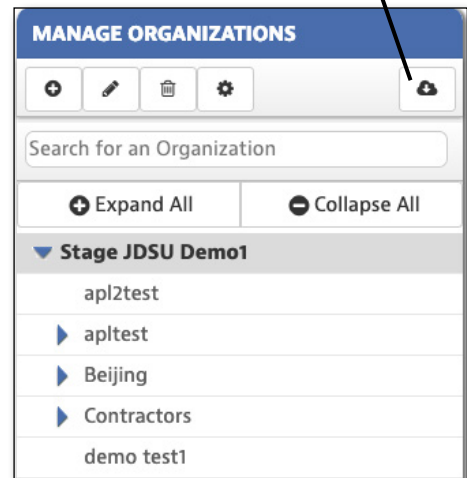 MANAGE ORGANIZATIONS
Search for an Organization
Expand All Collapse All
Stage JDSU Demo1
apl2test
apltest
Beijing
Contractors
demo test1